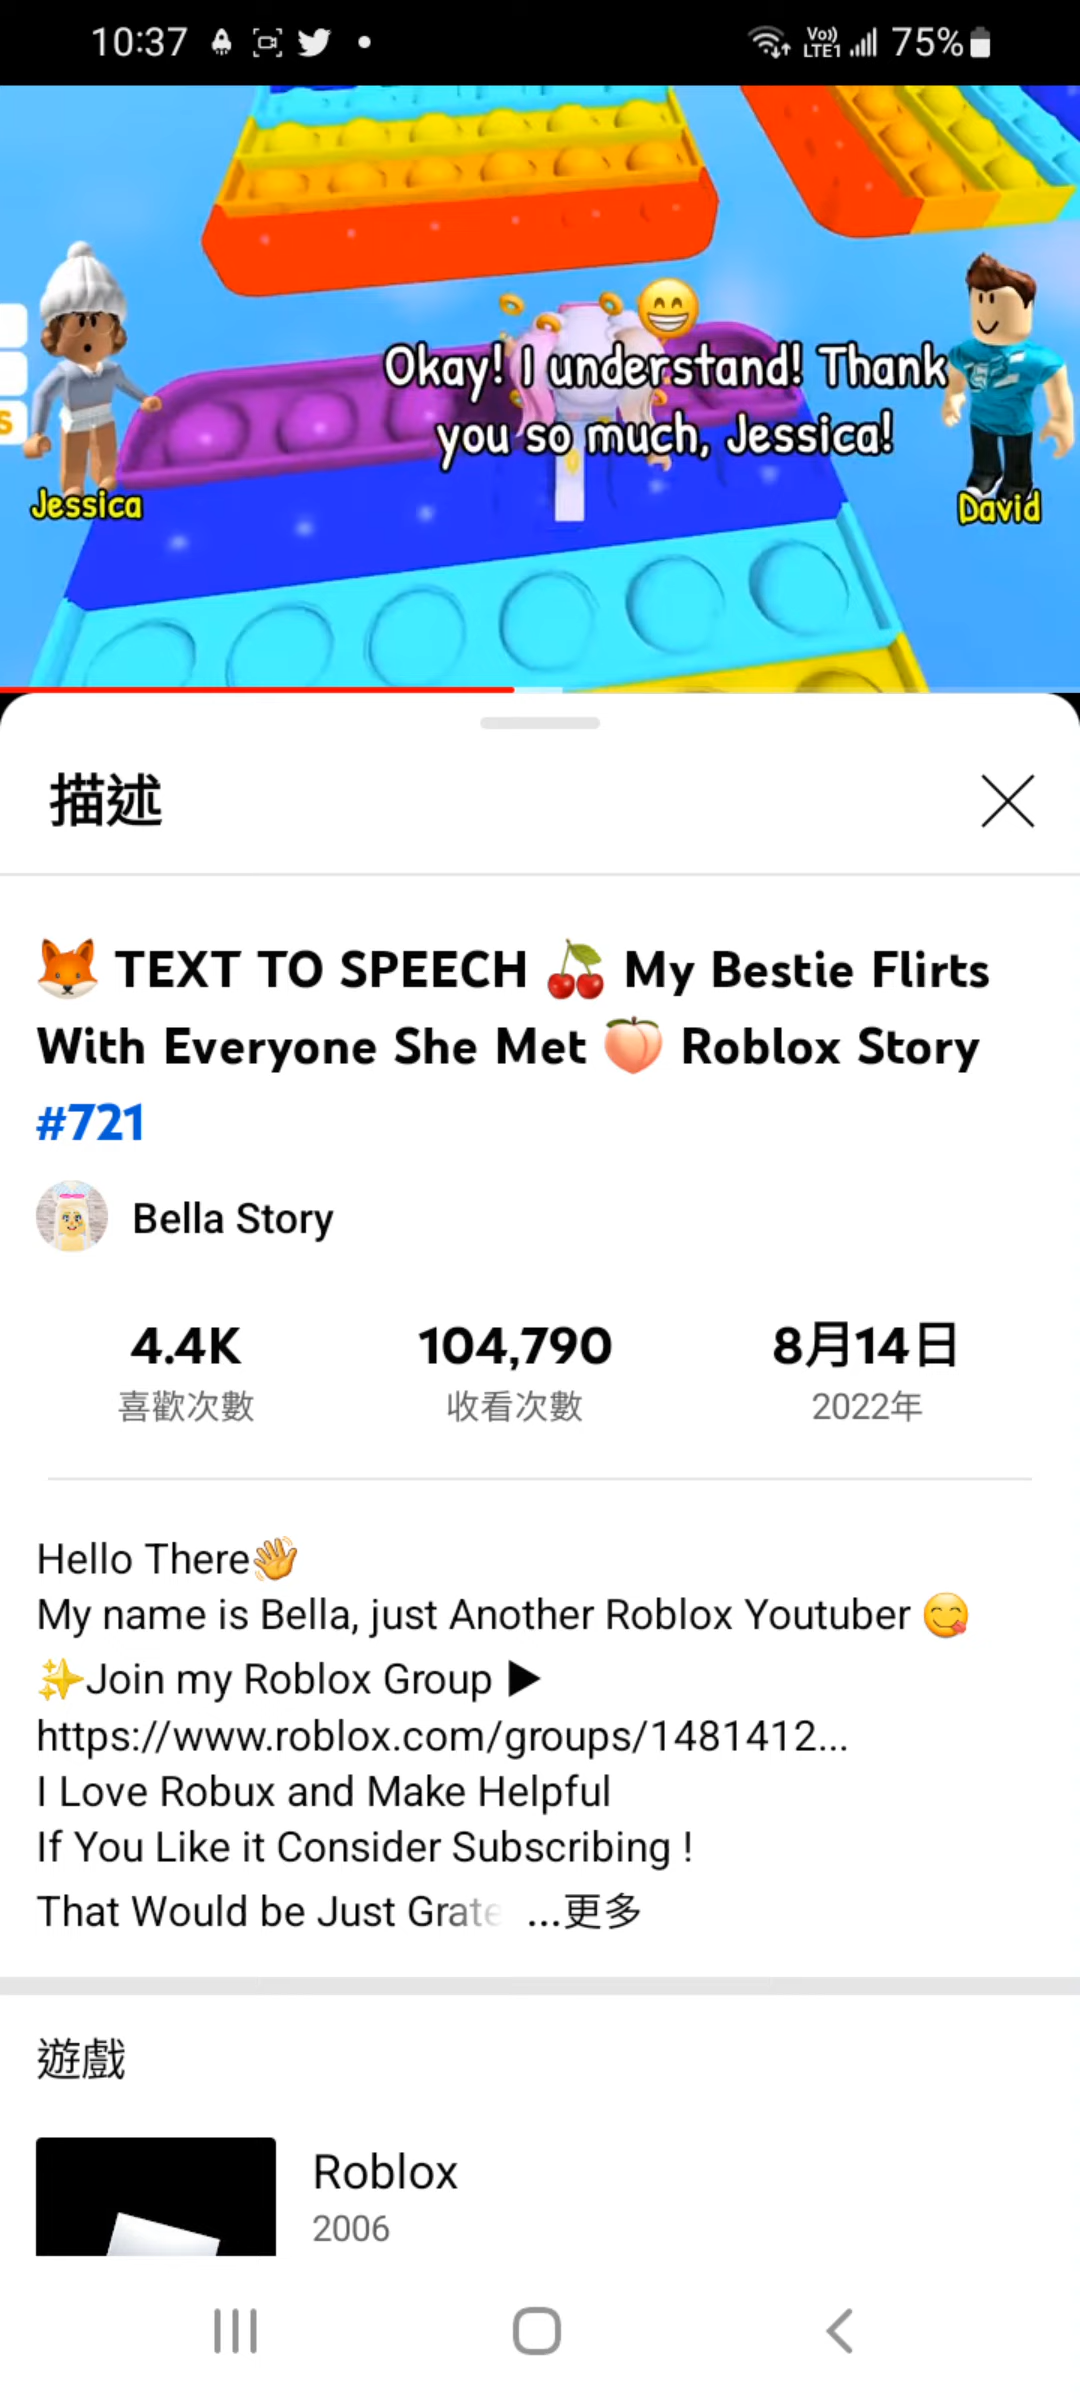 10:37
Vo))
LTE1
75%
S
Okay! I understand! Thank
you so much, Jessica!
Jessica
David
描述
TEXT TO SPEECH 🍒 My Bestie Flirts
With Everyone She Met 🍑 Roblox Story
#721
Bella Story
4.4K
104,790
8月14日
喜歡次數
收看次數
2022年
Hello There👋
My name is Bella, just Another Roblox Youtuber 😋
✨Join my Roblox Group ▶
https://www.roblox.com/groups/1481412...
I Love Robux and Make Helpful
If You Like it Consider Subscribing !
That Would be Just Grate ...更多
遊戲
Roblox
2006